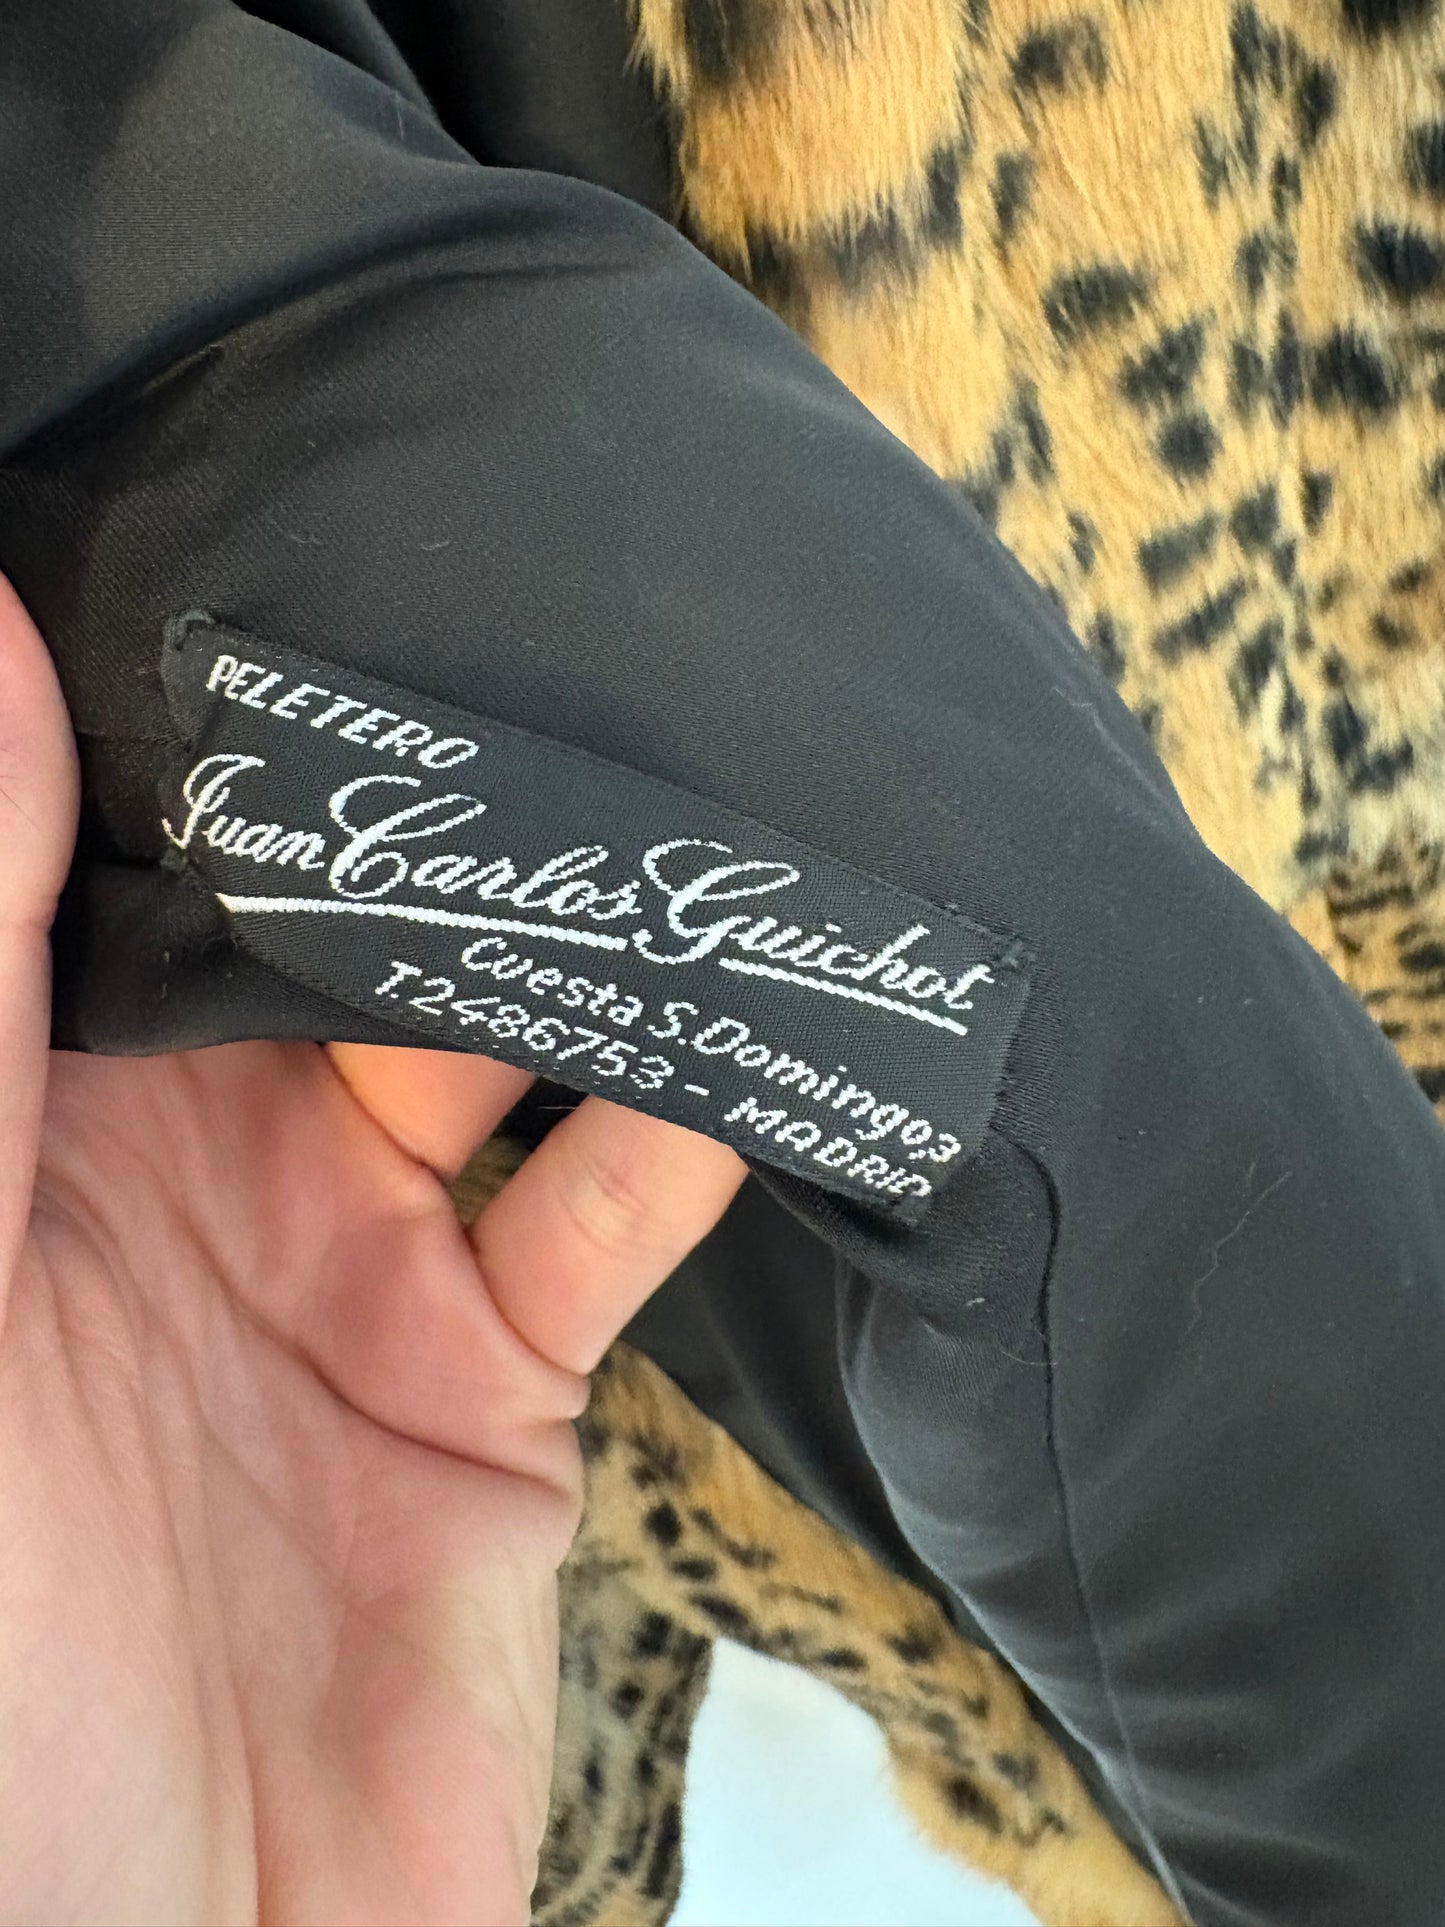 PELETERO
Juan Carlos Guichot
Cuesta S.Domingo,3
T.2486753 - MADRID